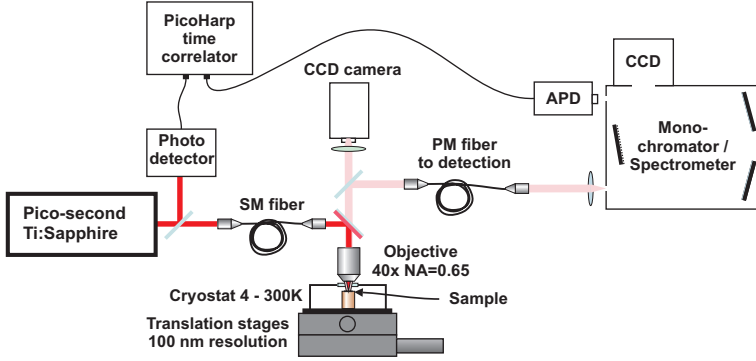 PicoHarp
time
correlator
CCD camera
CCD
APD
Photo
detector
PM fiber
to detection
Mono-
chromator /
Spectrometer
Pico-second
Ti:Sapphire
SM fiber
Objective
40x NA=0.65
Cryostat 4 - 300K
Sample
Translation stages
100 nm resolution